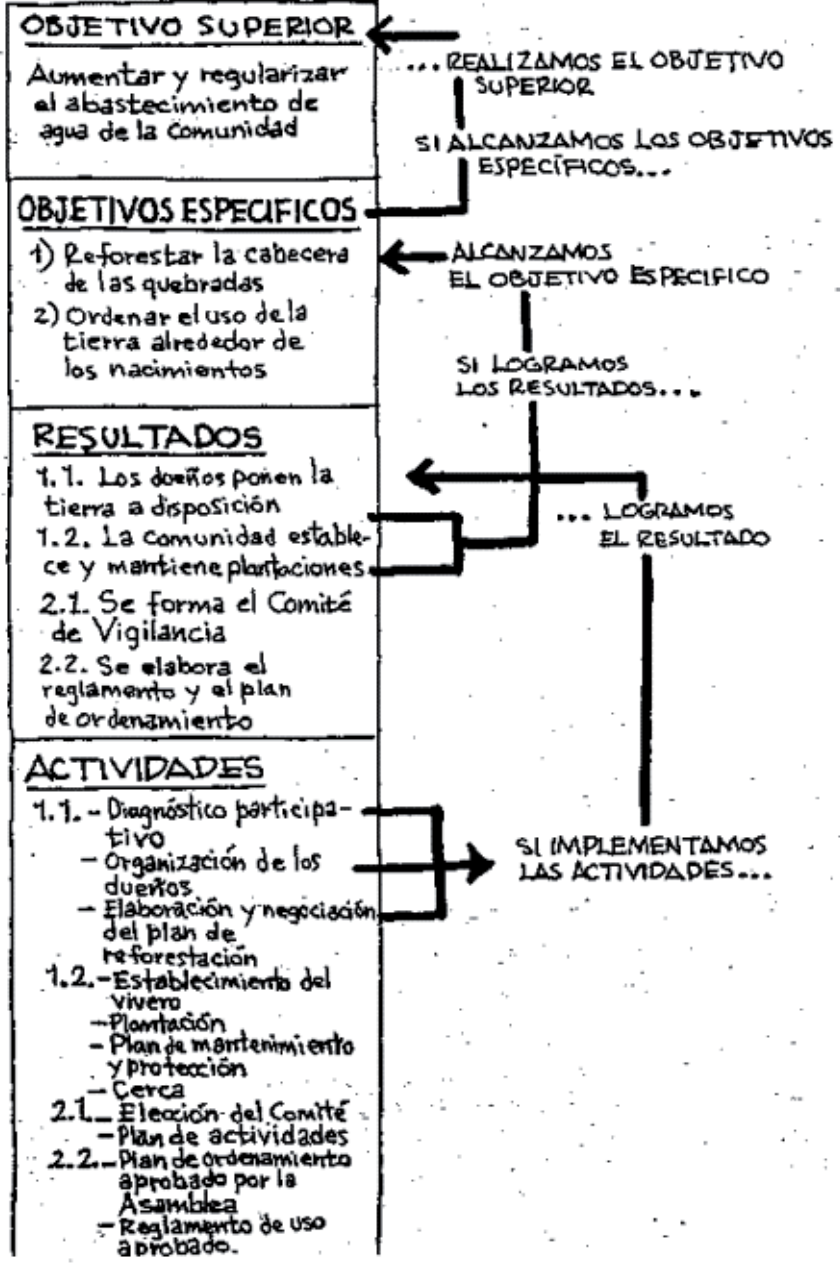 OBJETIVO SUPERIOR
Aumentar y regularizar
el abastecimiento de
agua de la Comunidad
... REALIZAMOS EL OBJETIVO
SUPERIOR
SI ALCANZAMOS LOS OBJETIVOS
ESPECÍFICOS...
OBJETIVOS ESPECIFICOS
1) Reforestar la cabecera
de las quebradas
2) Ordenar el uso de la
tierra alrededor de
los nacimientos
ALCANZAMOS
EL OBJETIVO ESPECIFICO
SI LOGRAMOS
LOS RESULTADOS...
RESULTADOS
1.1. Los dueños ponen la
tierra a disposición
1.2. La comunidad estable-
ce y mantiene plantaciones
2.1. Se forma el Comité
de Vigilancia
2.2. Se elabora el
reglamento y el plan
de ordenamiento
... LOGRAMOS
EL RESULTADO
ACTIVIDADES
1.1. - Diagnóstico participa-
tivo
- Organización de los
dueños
- Elaboración y negociación
del plan de
reforestación
1.2. - Establecimiento del
vivero
- Plantación
- Plan de mantenimiento
y protección
- Cerca
2.1. - Elección del Comité
- Plan de actividades
2.2. - Plan de ordenamiento
aprobado por la
Asamblea
- Reglamento de uso
aprobado.
SI IMPLEMENTAMOS
LAS ACTIVIDADES...